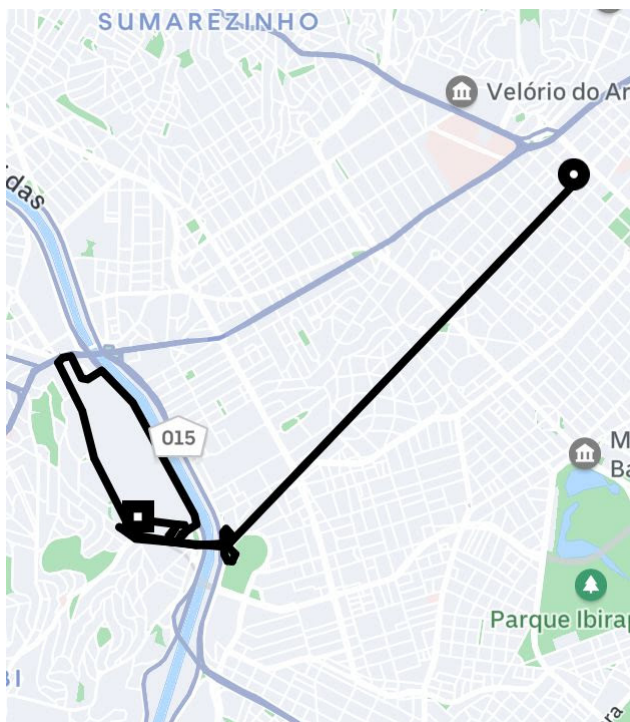 SUMAREZINHO
Velório do Ar
das
015
M
Ba
Parque Ibirap
BI
ra